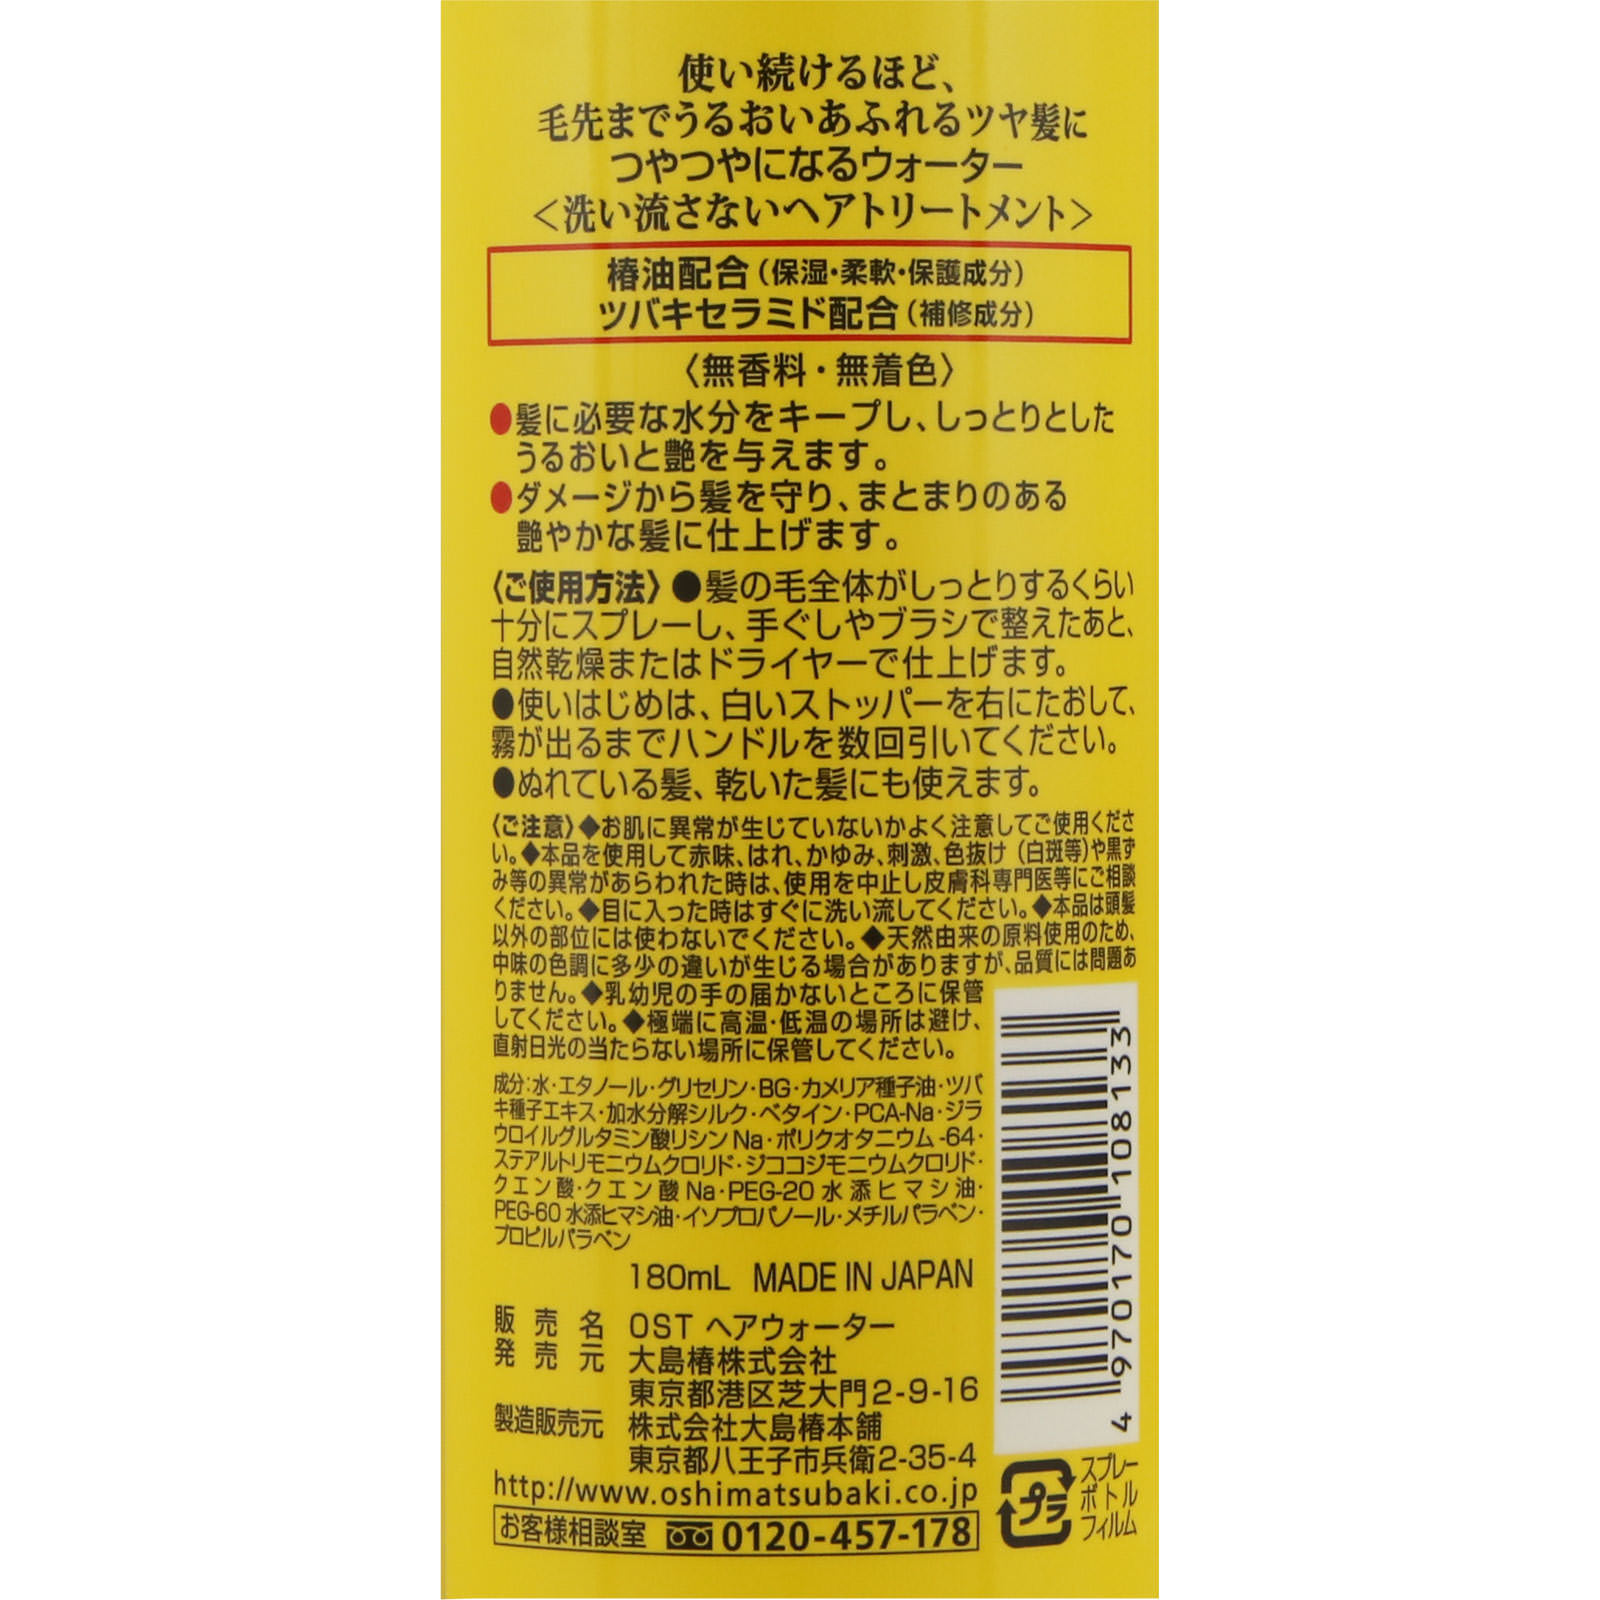 使い続けるほど、
毛先までうるおいあふれるツヤ髪に
つやつやになるウォーター
＜洗い流さないヘアトリートメント＞
椿油配合（保湿・柔軟・保護成分）
ツバキセラミド配合（補修成分）
〈無香料・無着色〉
●髪に必要な水分をキープし、しっとりとした
うるおいと艶を与えます。
●ダメージから髪を守り、まとまりのある
艶やかな髪に仕上げます。
〈ご使用方法〉●髪の毛全体がしっとりするくらい
十分にスプレーし、手ぐしやブラシで整えたあと、
自然乾燥またはドライヤーで仕上げます。
●使いはじめは、白いストッパーを右にたおして、
霧が出るまでハンドルを数回引いてください。
●ぬれている髪、乾いた髪にも使えます。
〈ご注意〉◆お肌に異常が生じていないかよく注意してご使用くださ
い。◆本品を使用して赤味、はれ、かゆみ、刺激、色抜け（白斑等）や黒ず
み等の異常があらわれた時は、使用を中止し皮膚科専門医等にご相談
ください。◆目に入った時はすぐに洗い流してください。◆本品は頭髪
以外の部位には使わないでください。◆天然由来の原料使用のため、
中味の色調に多少の違いが生じる場合がありますが、品質には問題あ
りません。◆乳幼児の手の届かないところに保管
してください。◆極端に高温・低温の場所は避け、
直射日光の当たらない場所に保管してください。
成分：水・エタノール・グリセリン・BG・カメリア種子油・ツバ
キ種子エキス・加水分解シルク・ベタイン・PCA-Na・ジラ
ウロイルグルタミン酸リシンNa・ポリクオタニウム-64・
ステアルトリモニウムクロリド・ジココジモニウムクロリド・
クエン酸・クエン酸Na・PEG-20水添ヒマシ油・
PEG-60水添ヒマシ油・イソプロパノール・メチルパラベン・
プロピルパラベン
180mL MADE IN JAPAN
販売名 OST ヘアウォーター
発売元 大島椿株式会社
東京都港区芝大門2-9-16
製造販売元 株式会社大島椿本舗
東京都八王子市兵衛2-35-4
http://www.oshimatsubaki.co.jp
お客様相談室 0120-457-178
4 970170 108133
プラ
スプレー
ボトル
フィルム